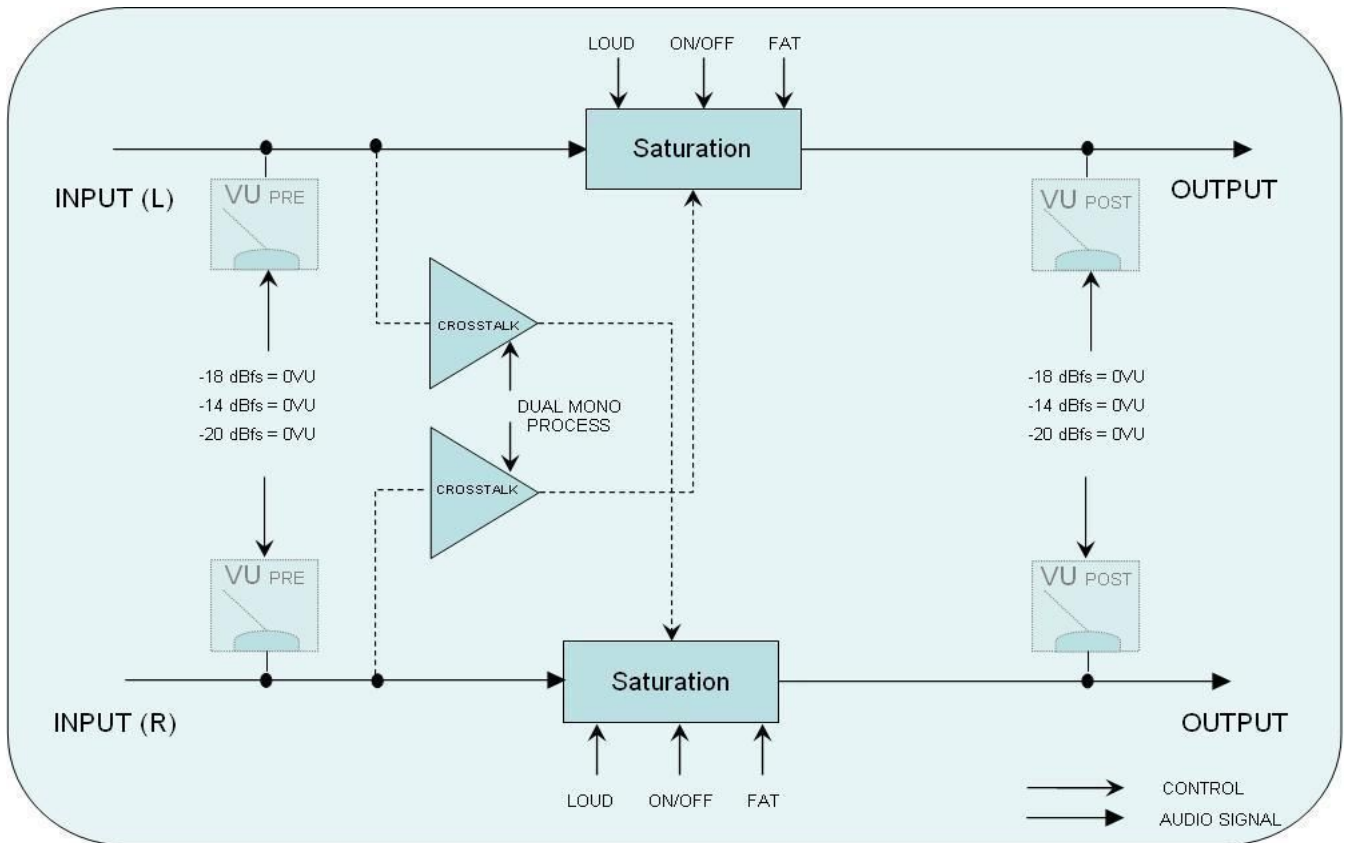 LOUD ON/OFF FAT
Saturation
INPUT (L)
VU PRE
VU POST
OUTPUT
CROSSTALK
-18 dBfs = 0VU
-14 dBfs = 0VU
-20 dBfs = 0VU
DUAL MONO
PROCESS
-18 dBfs = 0VU
-14 dBfs = 0VU
-20 dBfs = 0VU
CROSSTALK
VU PRE
VU POST
Saturation
INPUT (R)
OUTPUT
LOUD ON/OFF FAT
CONTROL
AUDIO SIGNAL